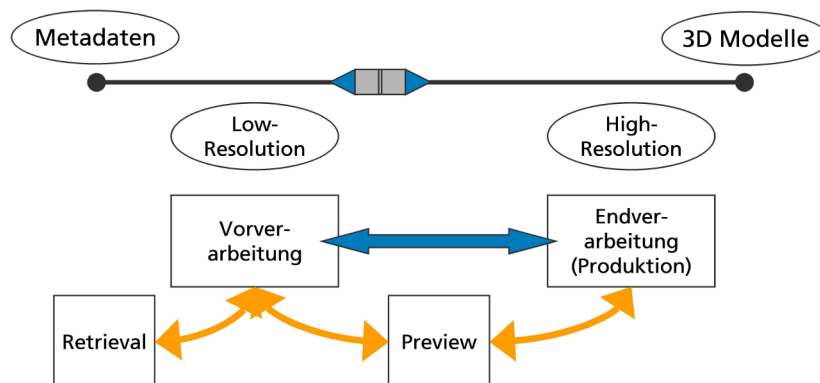 Metadaten
3D Modelle
Low-
Resolution
High-
Resolution
Vorver-
arbeitung
Endver-
arbeitung
(Produktion)
Retrieval
Preview